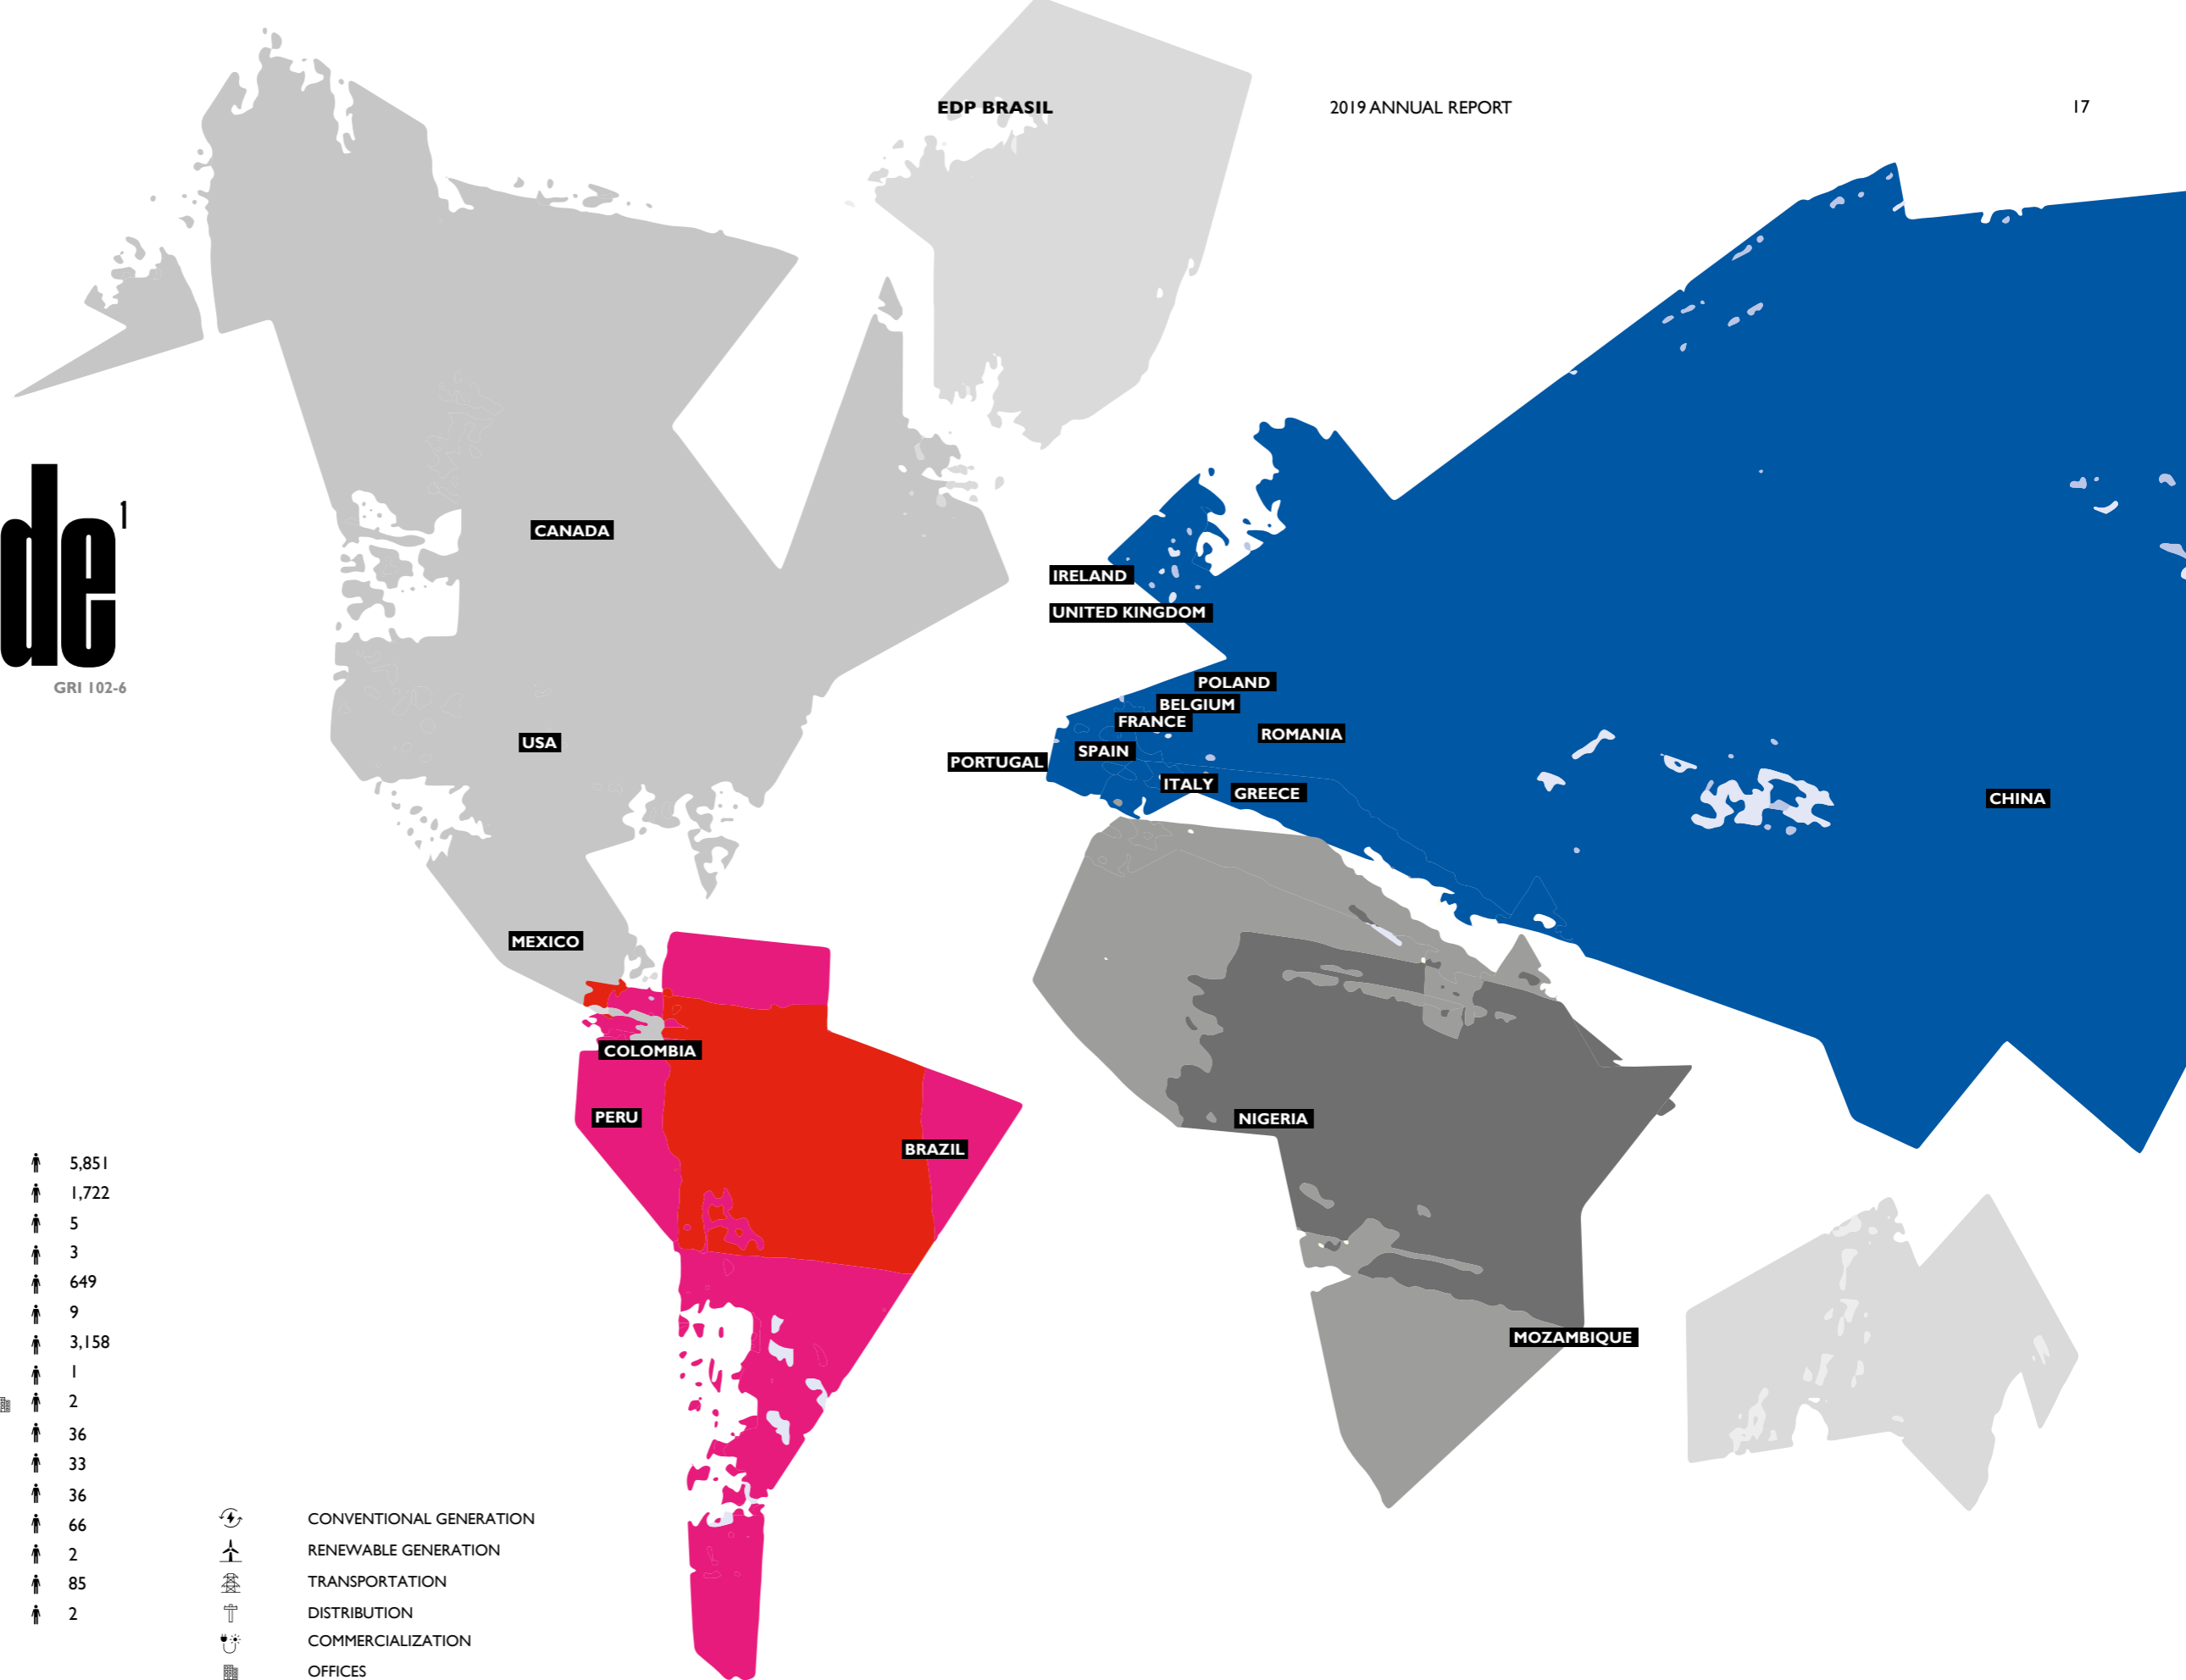 EDP BRASIL 2019 ANNUAL REPORT 17
de1
GRI 102-6
CANADA
USA
MEXICO
COLOMBIA
PERU
BRAZIL
IRELAND
UNITED KINGDOM
POLAND
BELGIUM
FRANCE
ROMANIA
SPAIN
PORTUGAL
ITALY
GREECE
CHINA
NIGERIA
MOZAMBIQUE
5,851
1,722
5
3
649
9
3,158
1
2
36
33
36
66
2
85
2
CONVENTIONAL GENERATION
RENEWABLE GENERATION
TRANSPORTATION
DISTRIBUTION
COMMERCIALIZATION
OFFICES